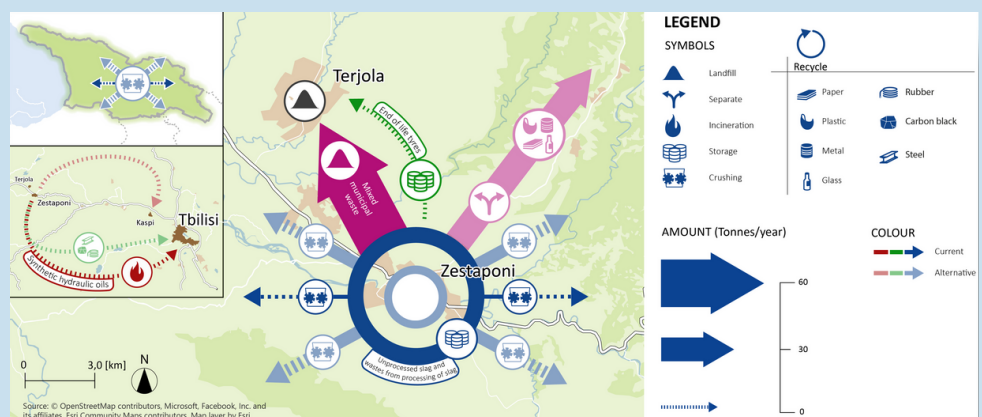 Terjola
End of life tyres
Mixed
municipal
waste
Zestaponi
Unprocessed slag and
wastes from processing of slag
Terjola
Zestaponi
Kaspi
Tbilisi
Synthetic hydraulic oils
0 3,0 [km]
N
Source: © OpenStreetMap contributors, Microsoft, Facebook, Inc. and
its affiliates, Esri Community Maps contributors, Map layer by Esri
LEGEND
SYMBOLS
Landfill
Separate
Incineration
Storage
Crushing
Recycle
Paper
Plastic
Metal
Glass
Rubber
Carbon black
Steel
AMOUNT (Tonnes/year)
60
30
0
COLOUR
Current
Alternative